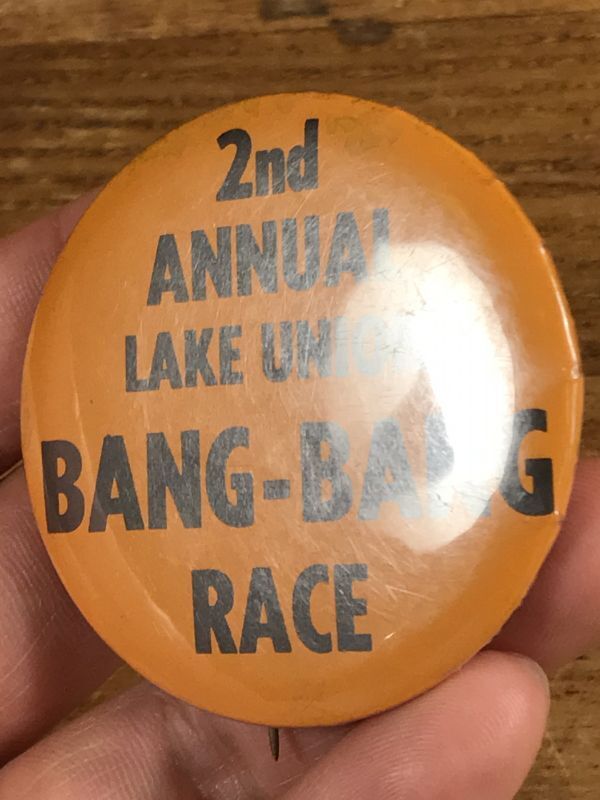 2nd
ANNUAL
LAKE UNION
BANG-BANG
RACE